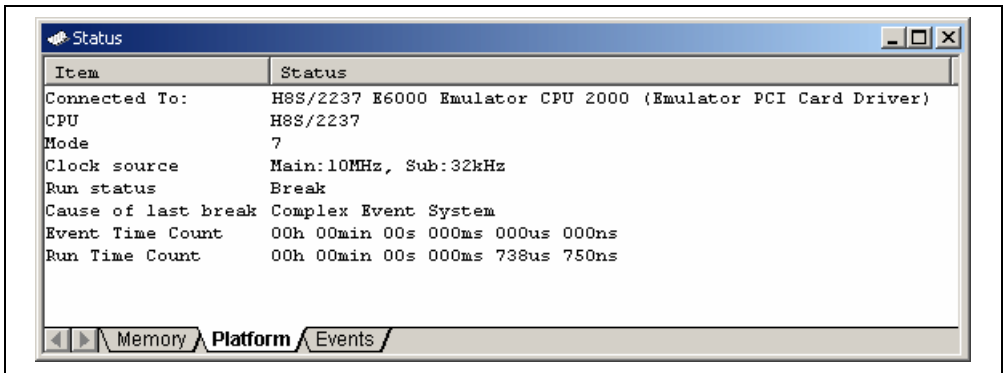 Status
Item Status
Connected To: H8S/2237 E6000 Emulator CPU 2000 (Emulator PCI Card Driver)
CPU H8S/2237
Mode 7
Clock source Main:10MHz, Sub:32kHz
Run status Break
Cause of last break Complex Event System
Event Time Count 00h 00min 00s 000ms 000us 000ns
Run Time Count 00h 00min 00s 000ms 738us 750ns
Memory Platform Events